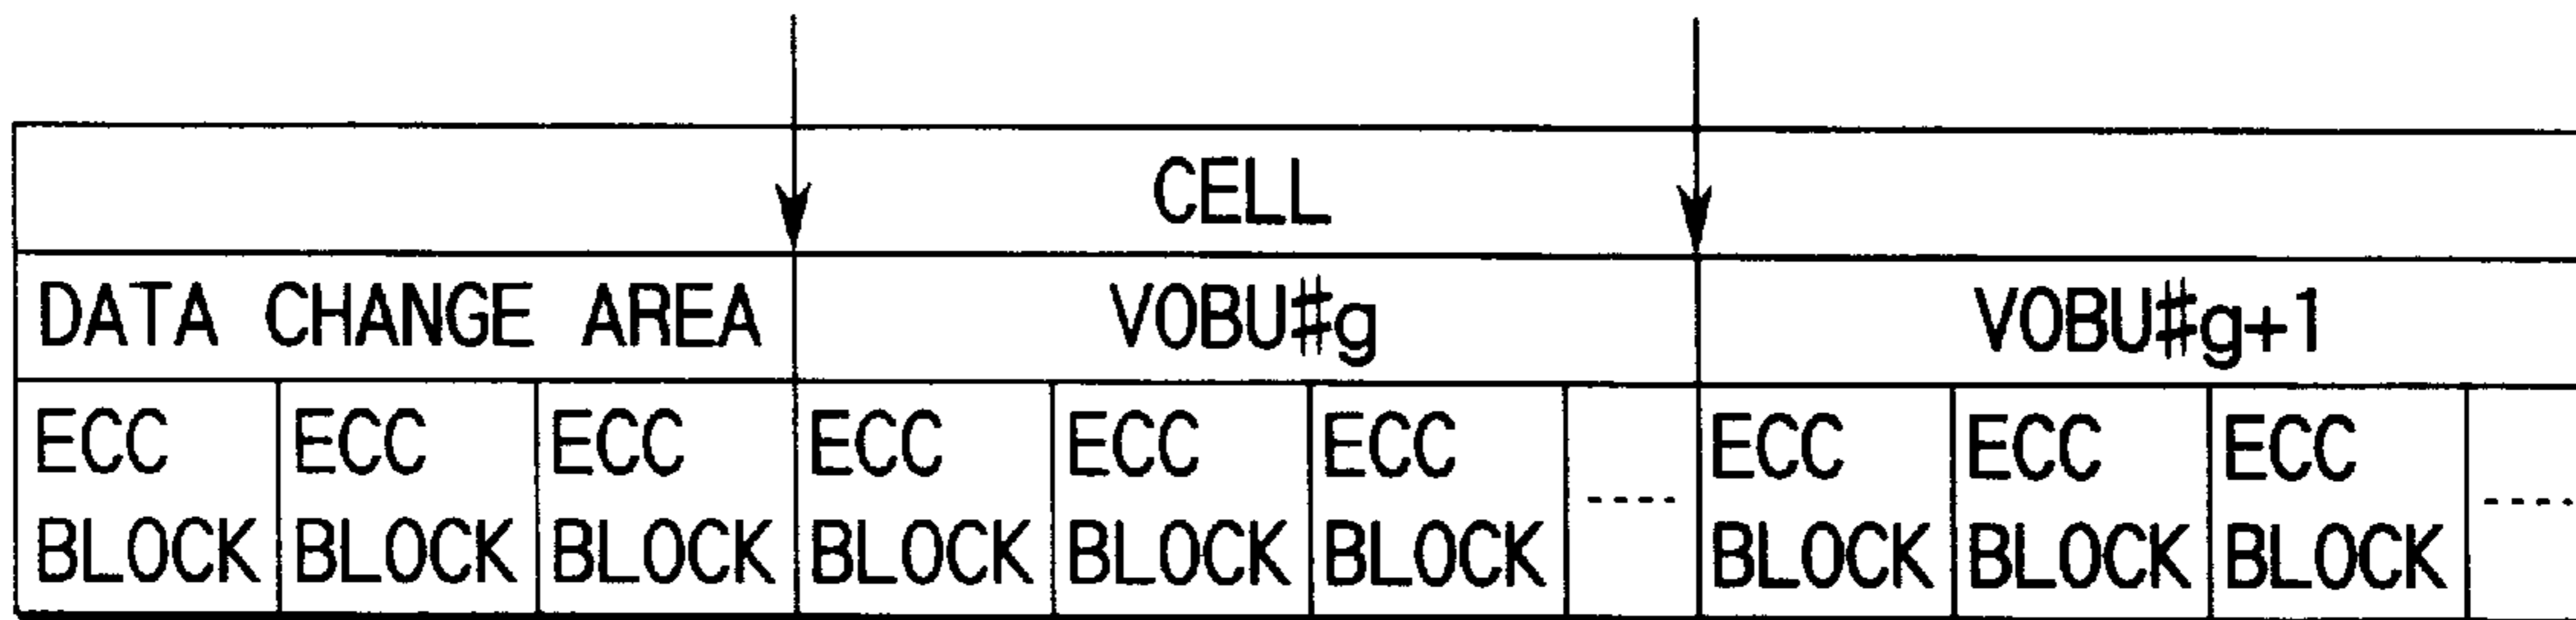 CELL
DATA CHANGE AREA VOBU#g VOBU#g+1
ECC ECC ECC ECC ECC ECC ---- ECC ECC ECC ----
BLOCK BLOCK BLOCK BLOCK BLOCK BLOCK BLOCK BLOCK BLOCK